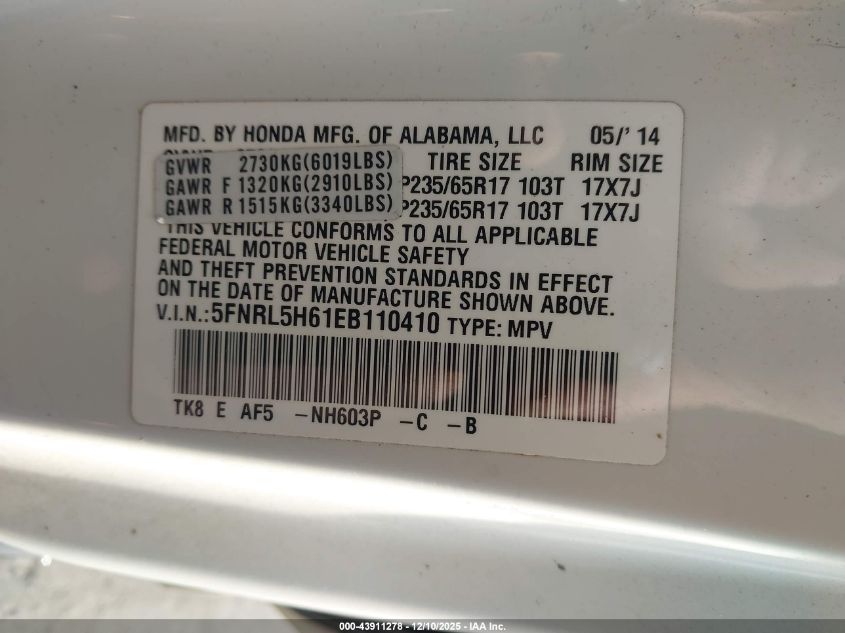 MFD. BY HONDA MFG. OF ALABAMA, LLC 05/' 14
GVWR 2730KG(6019LBS) TIRE SIZE RIM SIZE
GAWR F 1320KG(2910LBS) P235/65R17 103T 17X7J
GAWR R 1515KG(3340LBS) P235/65R17 103T 17X7J
THIS VEHICLE CONFORMS TO ALL APPLICABLE
FEDERAL MOTOR VEHICLE SAFETY
AND THEFT PREVENTION STANDARDS IN EFFECT
ON THE DATE OF MANUFACTURE SHOWN ABOVE.
V.I.N.:5FNRL5H61EB110410 TYPE: MPV
TK8 E AF5 -NH603P -C -B
000-43911278 - 12/10/2025 - IAA Inc.